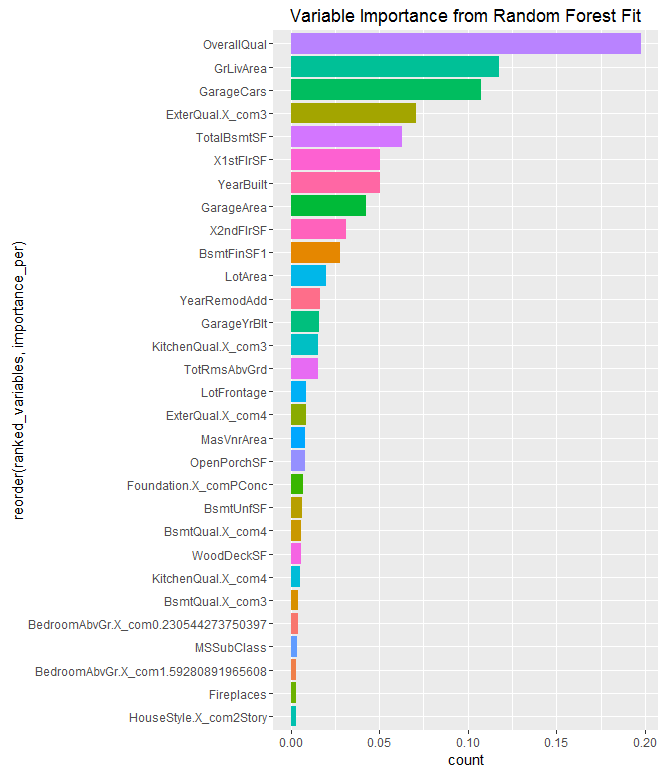 Variable Importance from Random Forest Fit
OverallQual
GrLivArea
GarageCars
ExterQual.X_com3
TotalBsmtSF
X1stFlrSF
YearBuilt
GarageArea
X2ndFlrSF
BsmtFinSF1
LotArea
YearRemodAdd
GarageYrBlt
KitchenQual.X_com3
TotRmsAbvGrd
LotFrontage
ExterQual.X_com4
MasVnrArea
OpenPorchSF
Foundation.X_comPConc
BsmtUnfSF
BsmtQual.X_com4
WoodDeckSF
KitchenQual.X_com4
BsmtQual.X_com3
BedroomAbvGr.X_com0.230544273750397
MSSubClass
BedroomAbvGr.X_com1.59280891965608
Fireplaces
HouseStyle.X_com2Story
reorder(ranked_variables, importance_per)
0.00 0.05 0.10 0.15 0.20
count